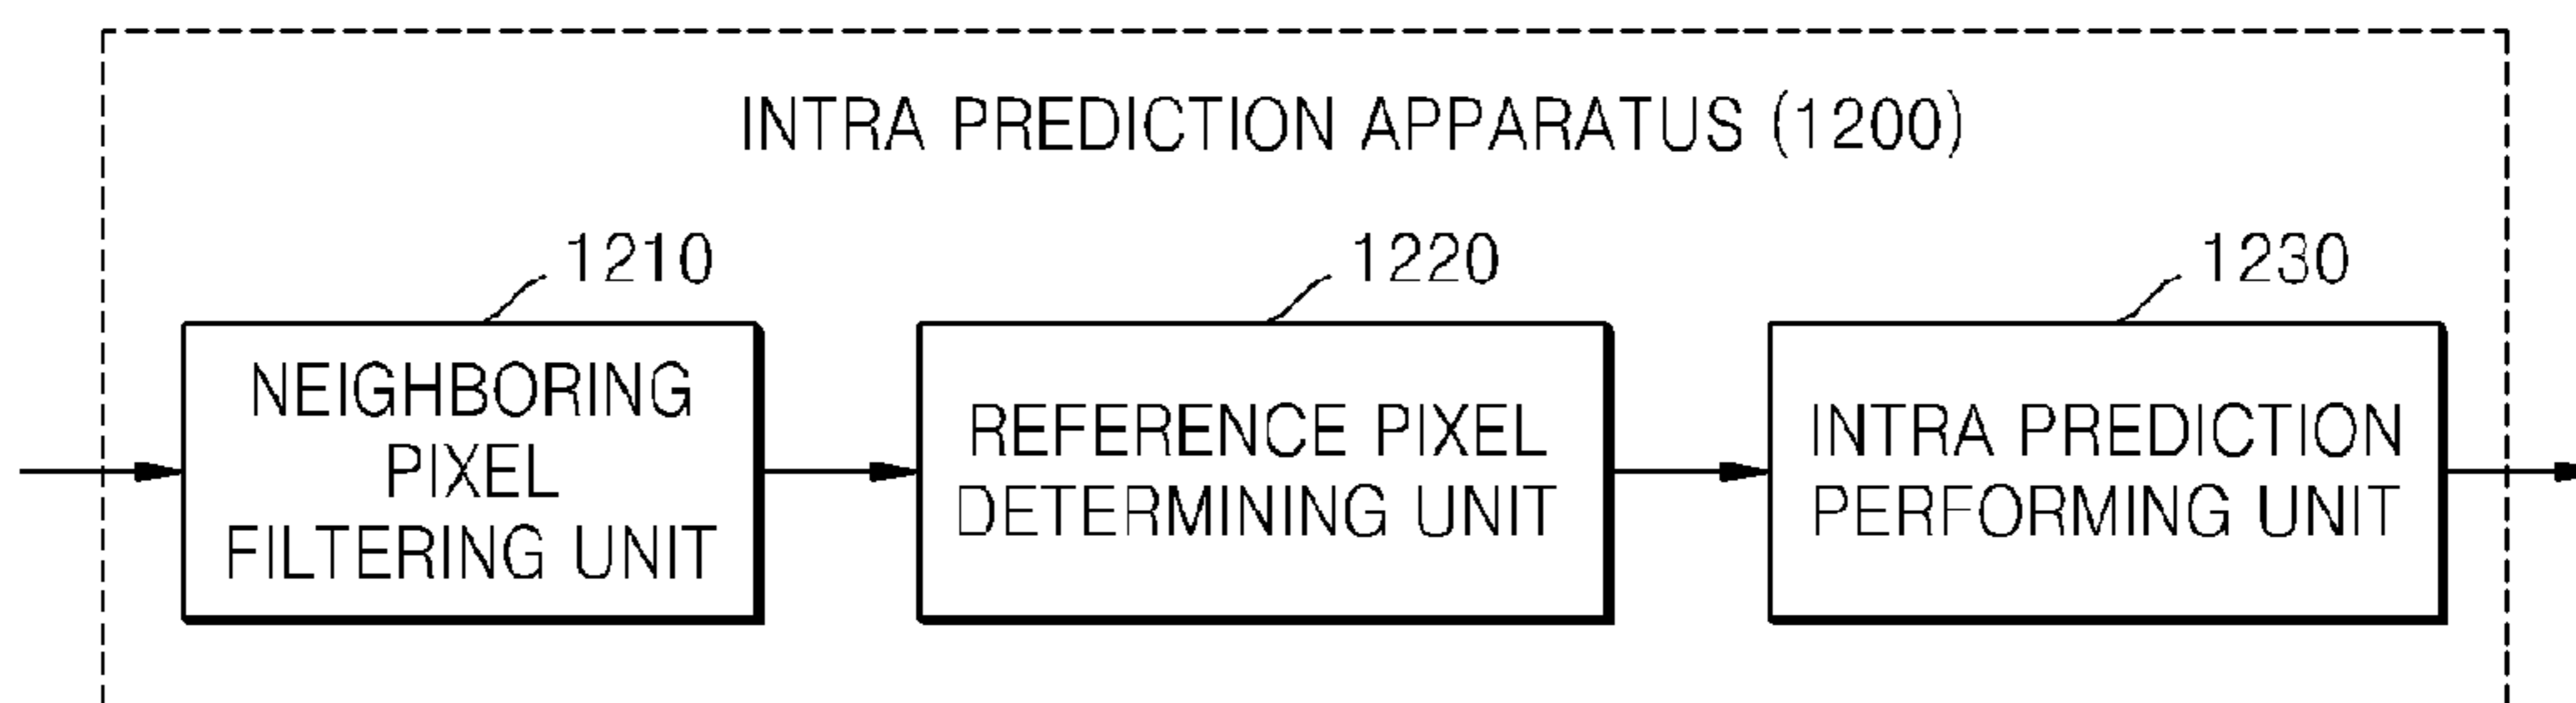 INTRA PREDICTION APPARATUS (1200)
1210
1220
1230
NEIGHBORING
PIXEL
FILTERING UNIT
REFERENCE PIXEL
DETERMINING UNIT
INTRA PREDICTION
PERFORMING UNIT